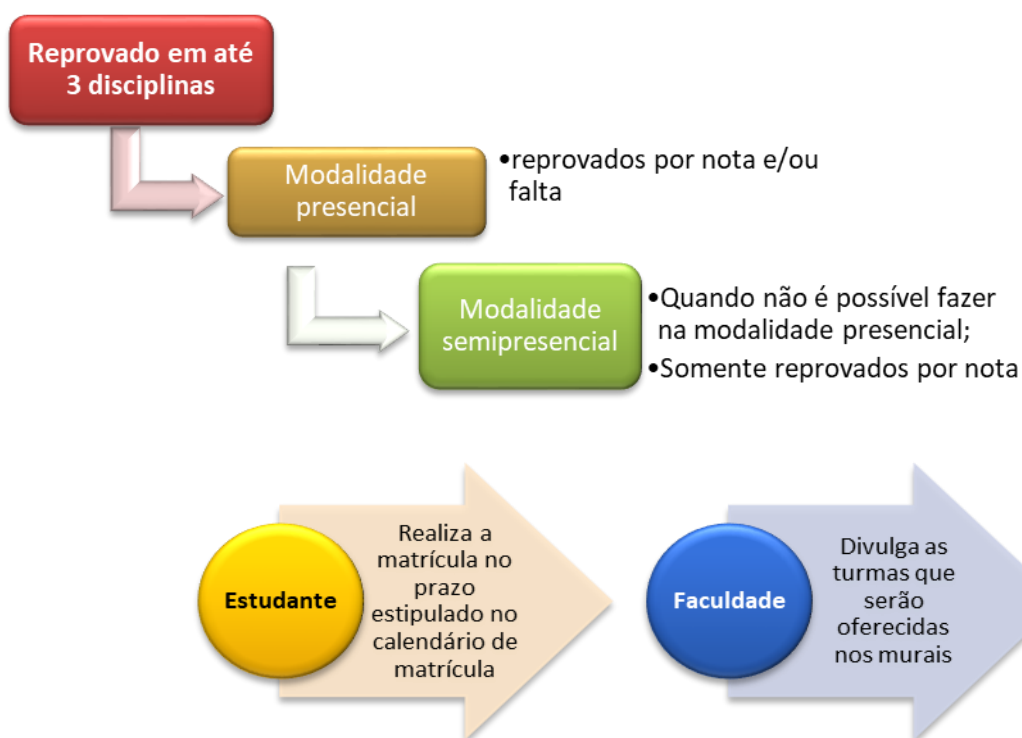 Reprovado em até
3 disciplinas
Modalidade
presencial
•reprovados por nota e/ou
falta
Modalidade
semipresencial
•Quando não é possível fazer
na modalidade presencial;
•Somente reprovados por nota
Estudante
Realiza a
matrícula no
prazo
estipulado no
calendário de
matrícula
Faculdade
Divulga as
turmas que
serão
oferecidas
nos murais